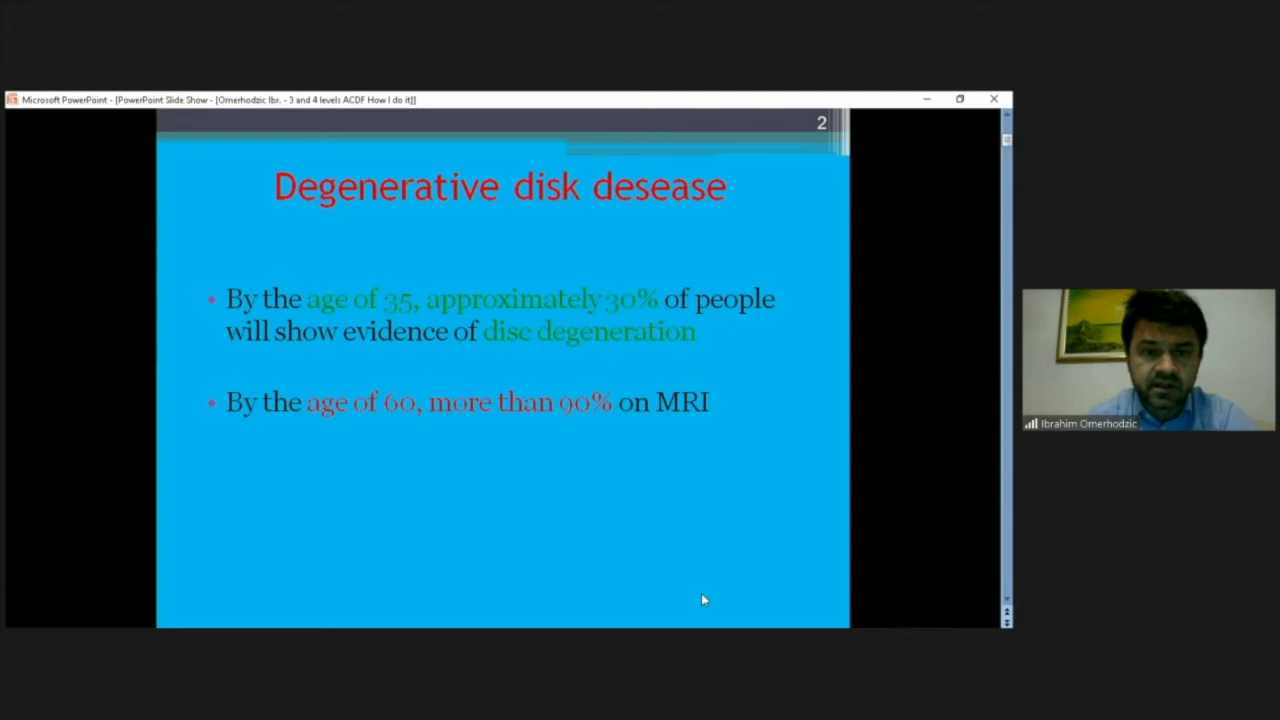 Microsoft PowerPoint - [PowerPoint Slide Show - [Omerhodzic Ibr. - 3 and 4 levels ACDF How I do it]]
2
Degenerative disk desease
• By the age of 35, approximately 30% of people
will show evidence of disc degeneration
• By the age of 60, more than 90% on MRI
Ibrahim Omerhodzic